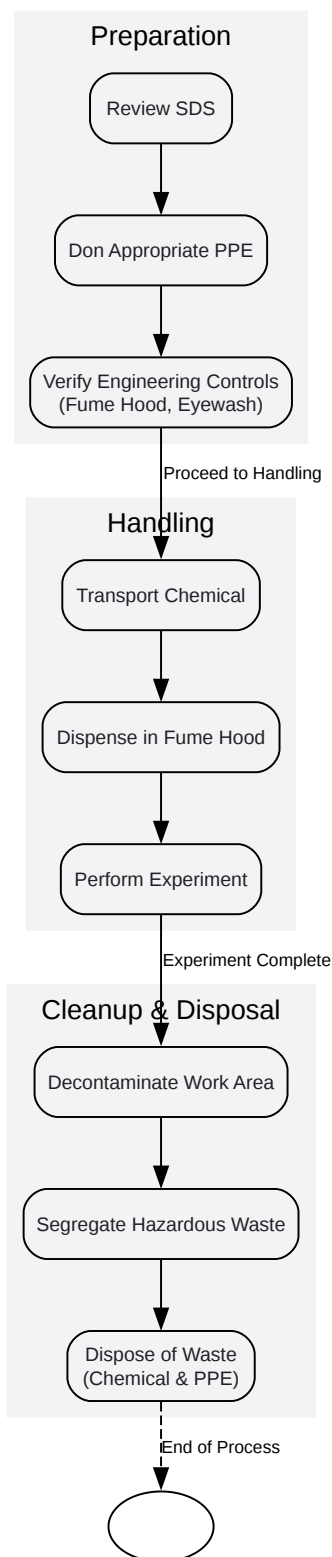 Preparation
Review SDS
Don Appropriate PPE
Verify Engineering Controls
(Fume Hood, Eyewash)
Proceed to Handling
Handling
Transport Chemical
Dispense in Fume Hood
Perform Experiment
Experiment Complete
Cleanup & Disposal
Decontaminate Work Area
Segregate Hazardous Waste
Dispose of Waste
(Chemical & PPE)
End of Process